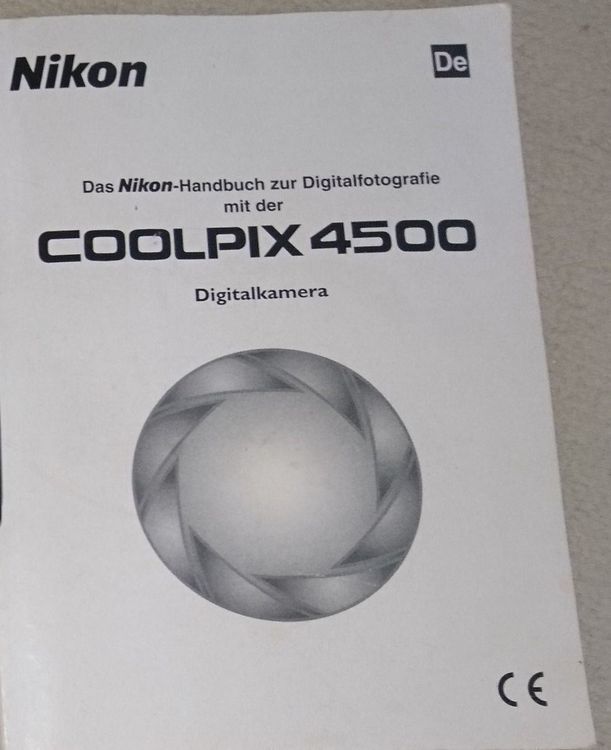 Nikon
De
Das Nikon-Handbuch zur Digitalfotografie
mit der
COOLPIX 4500
Digitalkamera
CE